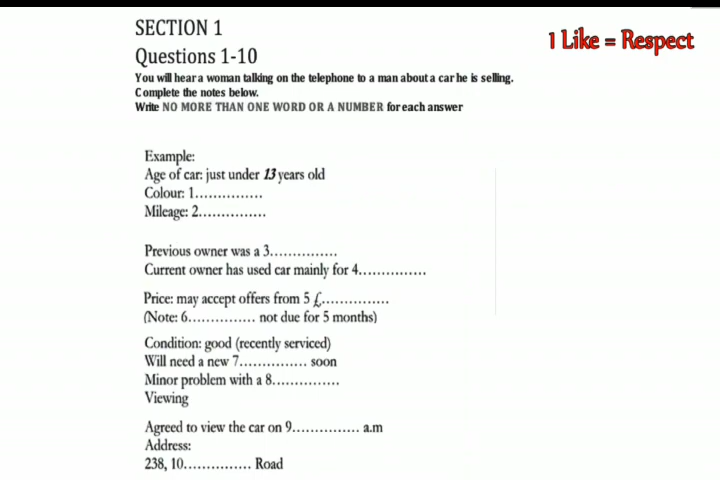 SECTION 1
Questions 1-10
1 Like = Respect
You will hear a woman talking on the telephone to a man about a car he is selling.
Complete the notes below.
Write NO MORE THAN ONE WORD OR A NUMBER for each answer
Example:
Age of car: just under 13 years old
Colour: 1...............
Mileage: 2...............
Previous owner was a 3...............
Current owner has used car mainly for 4...............
Price: may accept offers from 5 £...............
(Note: 6............... not due for 5 months)
Condition: good (recently serviced)
Will need a new 7............... soon
Minor problem with a 8...............
Viewing
Agreed to view the car on 9............... a.m
Address:
238, 10............... Road